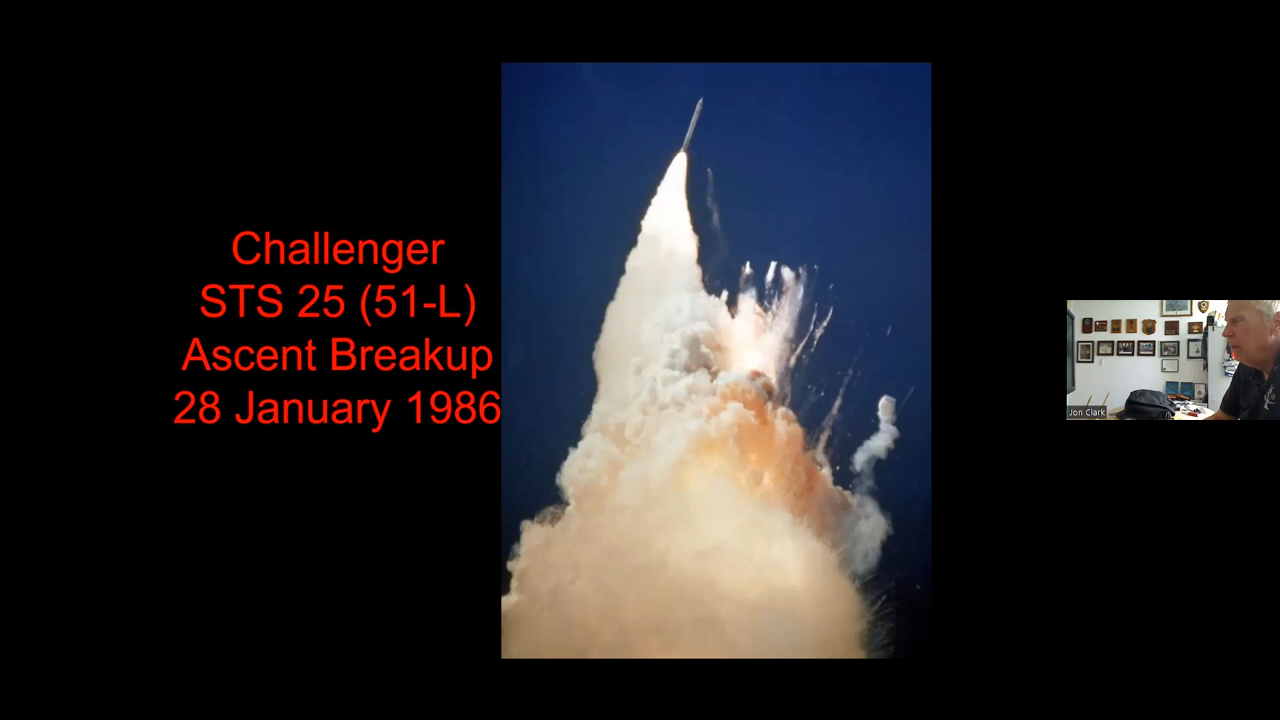 Challenger
STS 25 (51-L)
Ascent Breakup
28 January 1986
Jon Clark